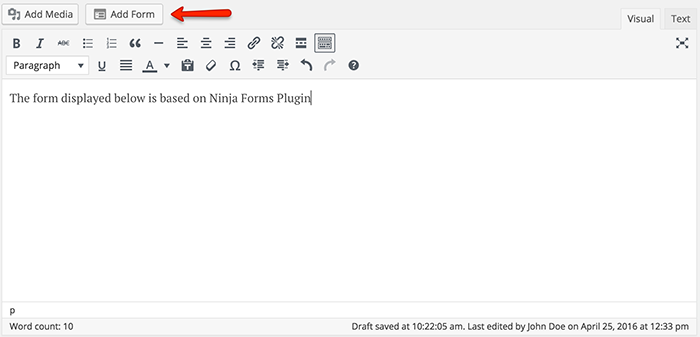 Add Media Add Form
Visual Text
B I ABC
Paragraph U A Ω ?
The form displayed below is based on Ninja Forms Plugin
p
Word count: 10 Draft saved at 10:22:05 am. Last edited by John Doe on April 25, 2016 at 12:33 pm